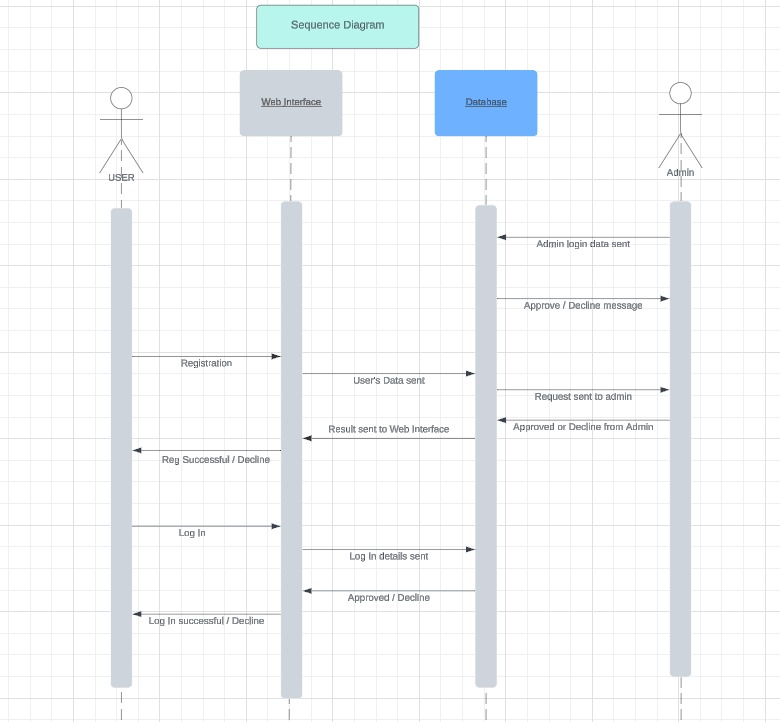 Sequence Diagram
Web Interface
Database
USER
Admin
Admin login data sent
Approve / Decline message
Registration
User's Data sent
Request sent to admin
Approved or Decline from Admin
Result sent to Web Interface
Reg Successful / Decline
Log In
Log In details sent
Approved / Decline
Log In successful / Decline